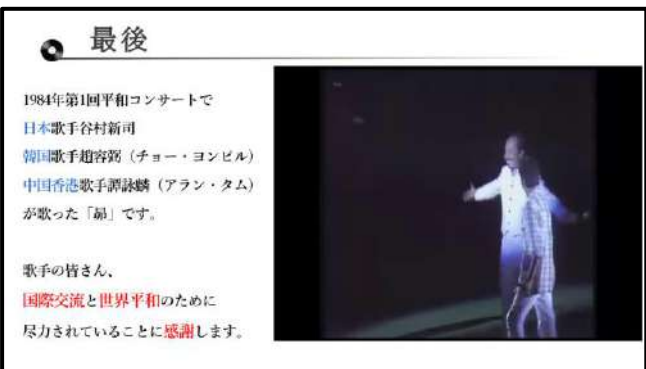 最後
1984年第1回平和コンサートで
日本歌手谷村新司
韓国歌手趙容弼（チョー・ヨンピル）
中国香港歌手譚詠麟（アラン・タム）
が歌った「昴」です。
歌手の皆さん、
国際交流と世界平和のために
尽力されていることに感謝します。